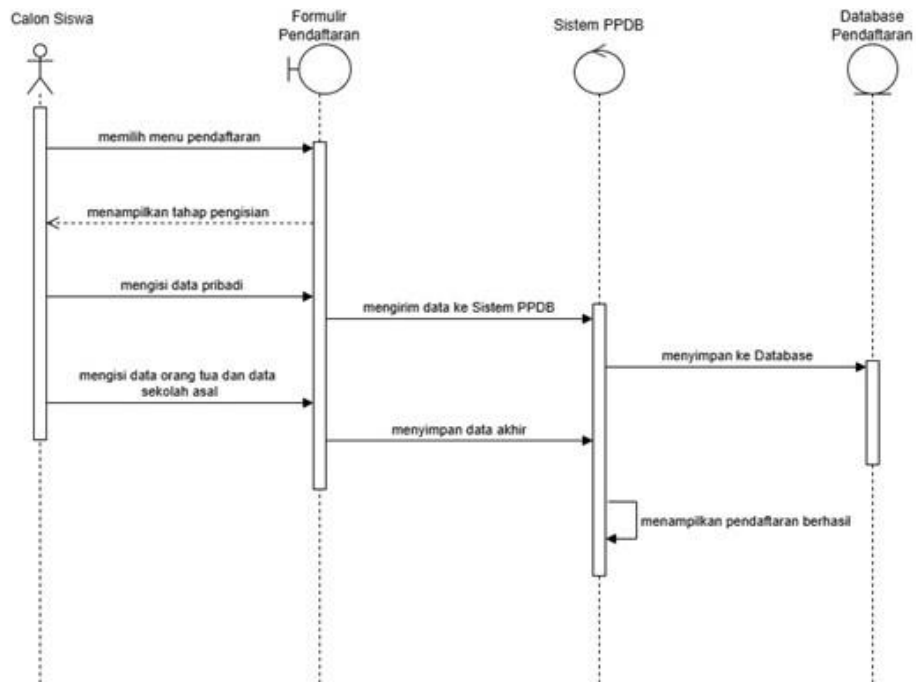 Calon Siswa
Formulir
Pendaftaran
Sistem PPDB
Database
Pendaftaran
memilih menu pendaftaran
menampilkan tahap pengisian
mengisi data pribadi
mengirim data ke Sistem PPDB
menyimpan ke Database
mengisi data orang tua dan data
sekolah asal
menyimpan data akhir
menampilkan pendaftaran berhasil